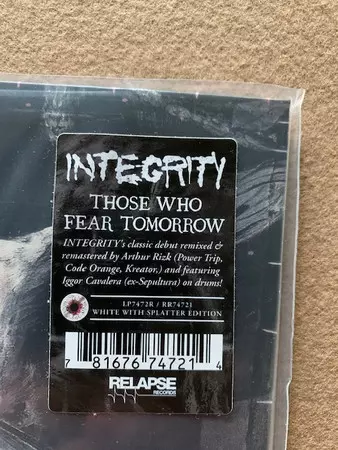 INTEGRITY
THOSE WHO
FEAR TOMORROW
INTEGRITY's classic debut remixed &
remastered by Arthur Rizk (Power Trip,
Code Orange, Kreator,) and featuring
Iggor Cavalera (ex-Sepultura) on drums!
LP7472R / RR74721
WHITE WITH SPLATTER EDITION
7 81676 74721 4
RELAPSE
RECORDS